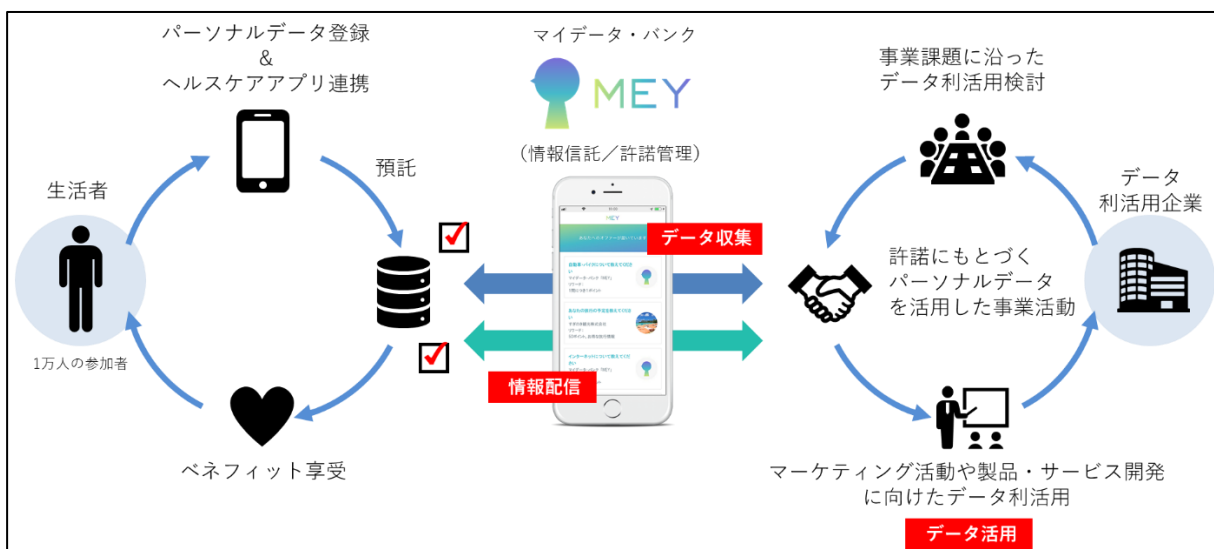 パーソナルデータ登録
&
ヘルスケアアプリ連携
マイデータ・バンク
MEY
(情報信託／許諾管理)
事業課題に沿った
データ利活用検討
預託
生活者
1万人の参加者
ベネフィット享受
MEY
データ収集
情報配信
データ
利活用企業
許諾にもとづく
パーソナルデータ
を活用した事業活動
マーケティング活動や製品・サービス開発
に向けたデータ利活用
データ活用